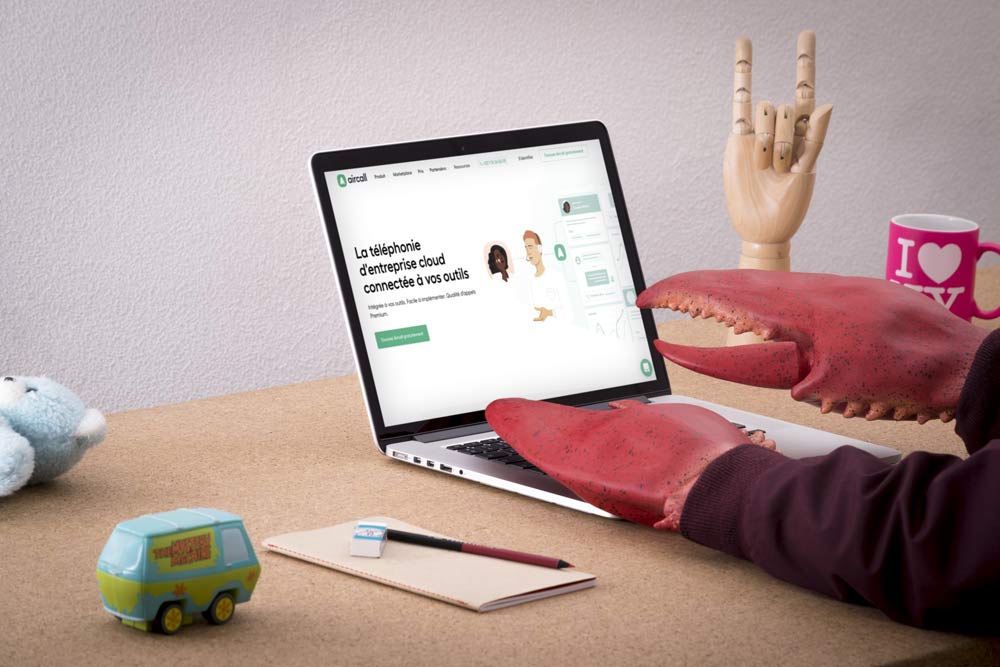 aircall
Produit Marketplace Prix Partenaires Ressources S'identifier Essayez Aircall gratuitement
La téléphonie
d'entreprise cloud
connectée à vos outils
Intégrée à vos outils. Facile à implémenter. Qualité d'appels
Premium.
Essayez Aircall gratuitement
I
NY
THE MYSTERY
MACHINE